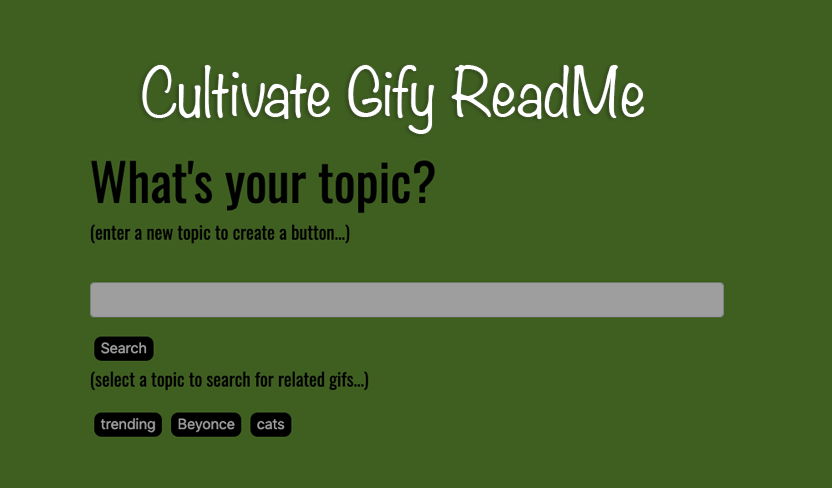 Cultivate Gify ReadMe
What's your topic?
(enter a new topic to create a button...)
Search
(select a topic to search for related gifs...)
trending Beyonce cats